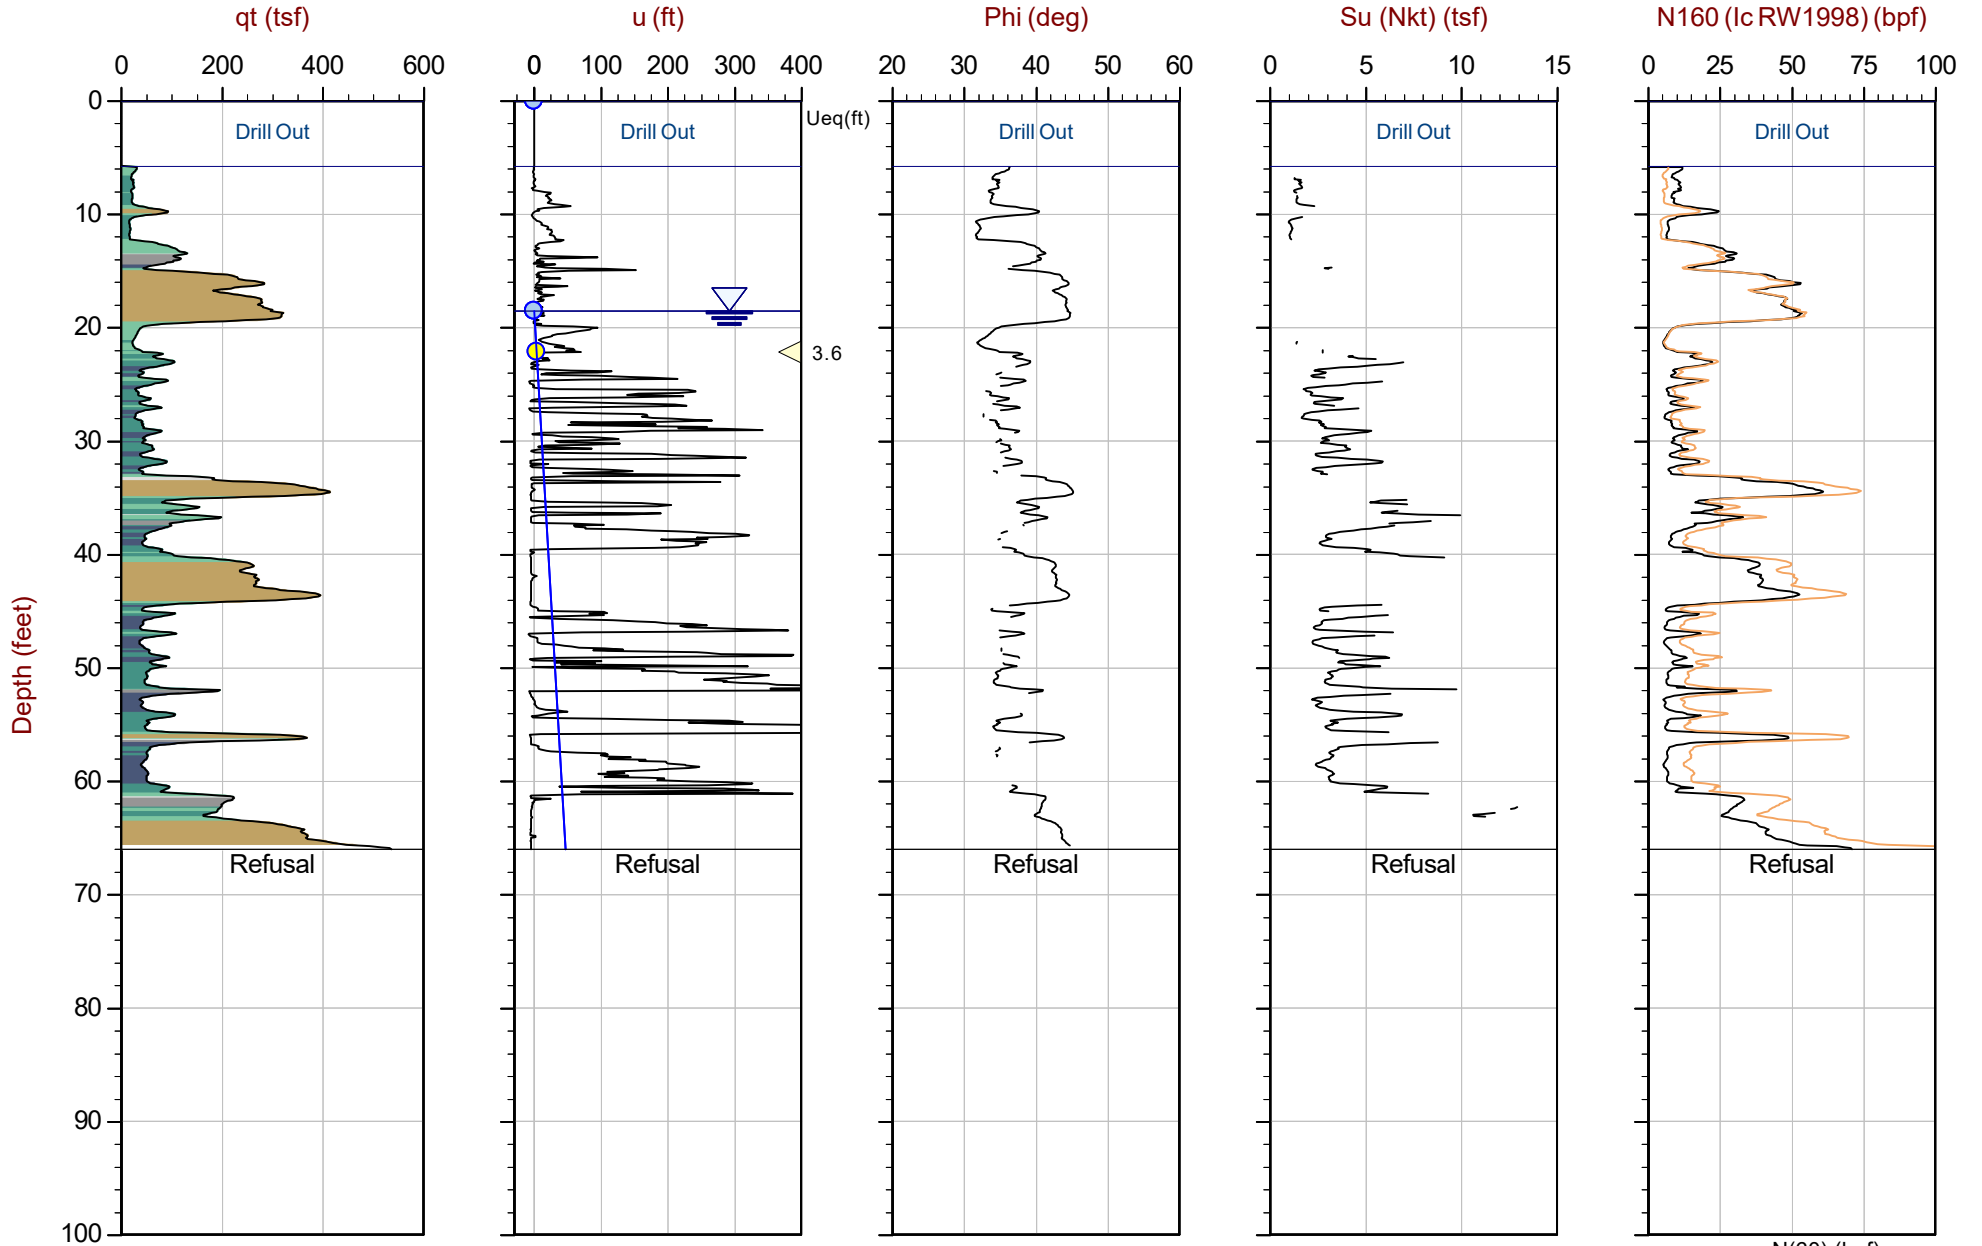 qt (tsf) u (ft) Phi (deg) Su (Nkt) (tsf) N160 (Ic RW1998) (bpf)
0 200 400 600 0 100 200 300 400 20 30 40 50 60 0 5 10 15 0 25 50 75 100
0
Ueq(ft)
Drill Out Drill Out Drill Out Drill Out Drill Out
10
20
3.6
30
40
50
Depth (feet)
60
Refusal Refusal Refusal Refusal Refusal
70
80
90
100